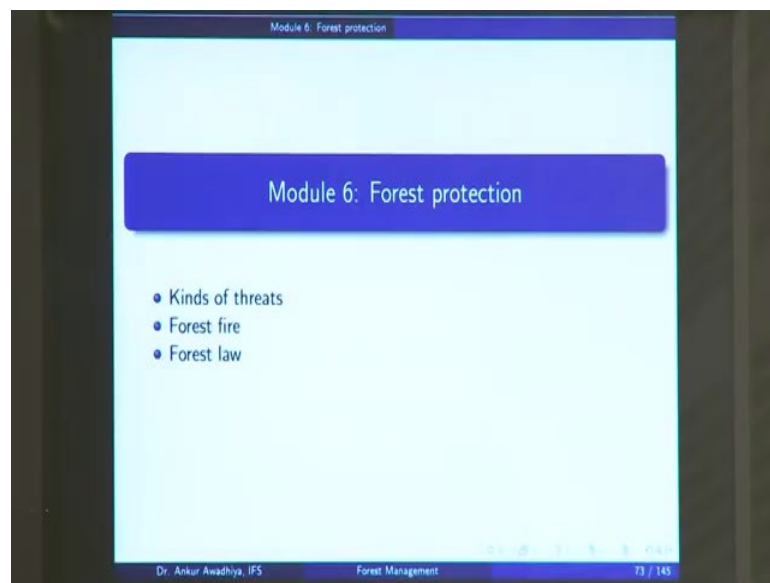 Module 6: Forest protection
Module 6: Forest protection
Kinds of threats
Forest fire
Forest law
Dr. Ankur Awadhiya, IFS Forest Management 73 / 145